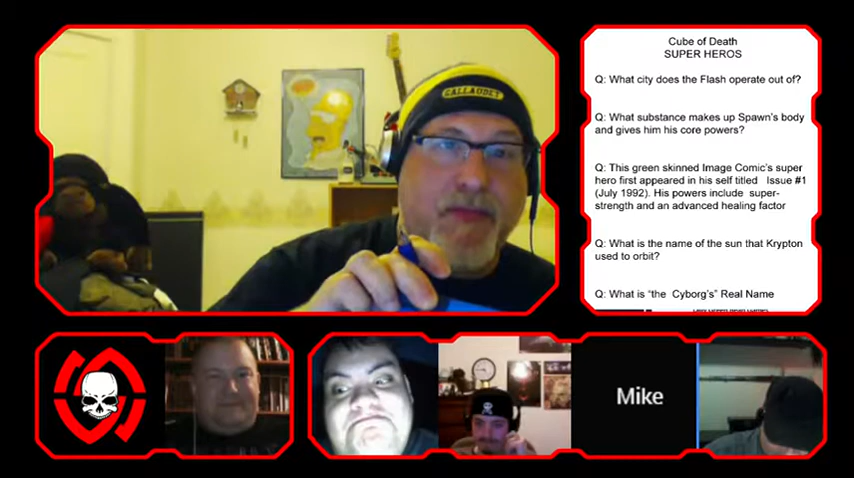 GALLAUDET
Cube of Death
SUPER HEROS
Q: What city does the Flash operate out of?
Q: What substance makes up Spawn's body
and gives him his core powers?
Q: This green skinned Image Comic's super
hero first appeared in his self titled Issue #1
(July 1992). His powers include super-
strength and an advanced healing factor
Q: What is the name of the sun that Krypton
used to orbit?
Q: What is "the Cyborg's" Real Name
Mike